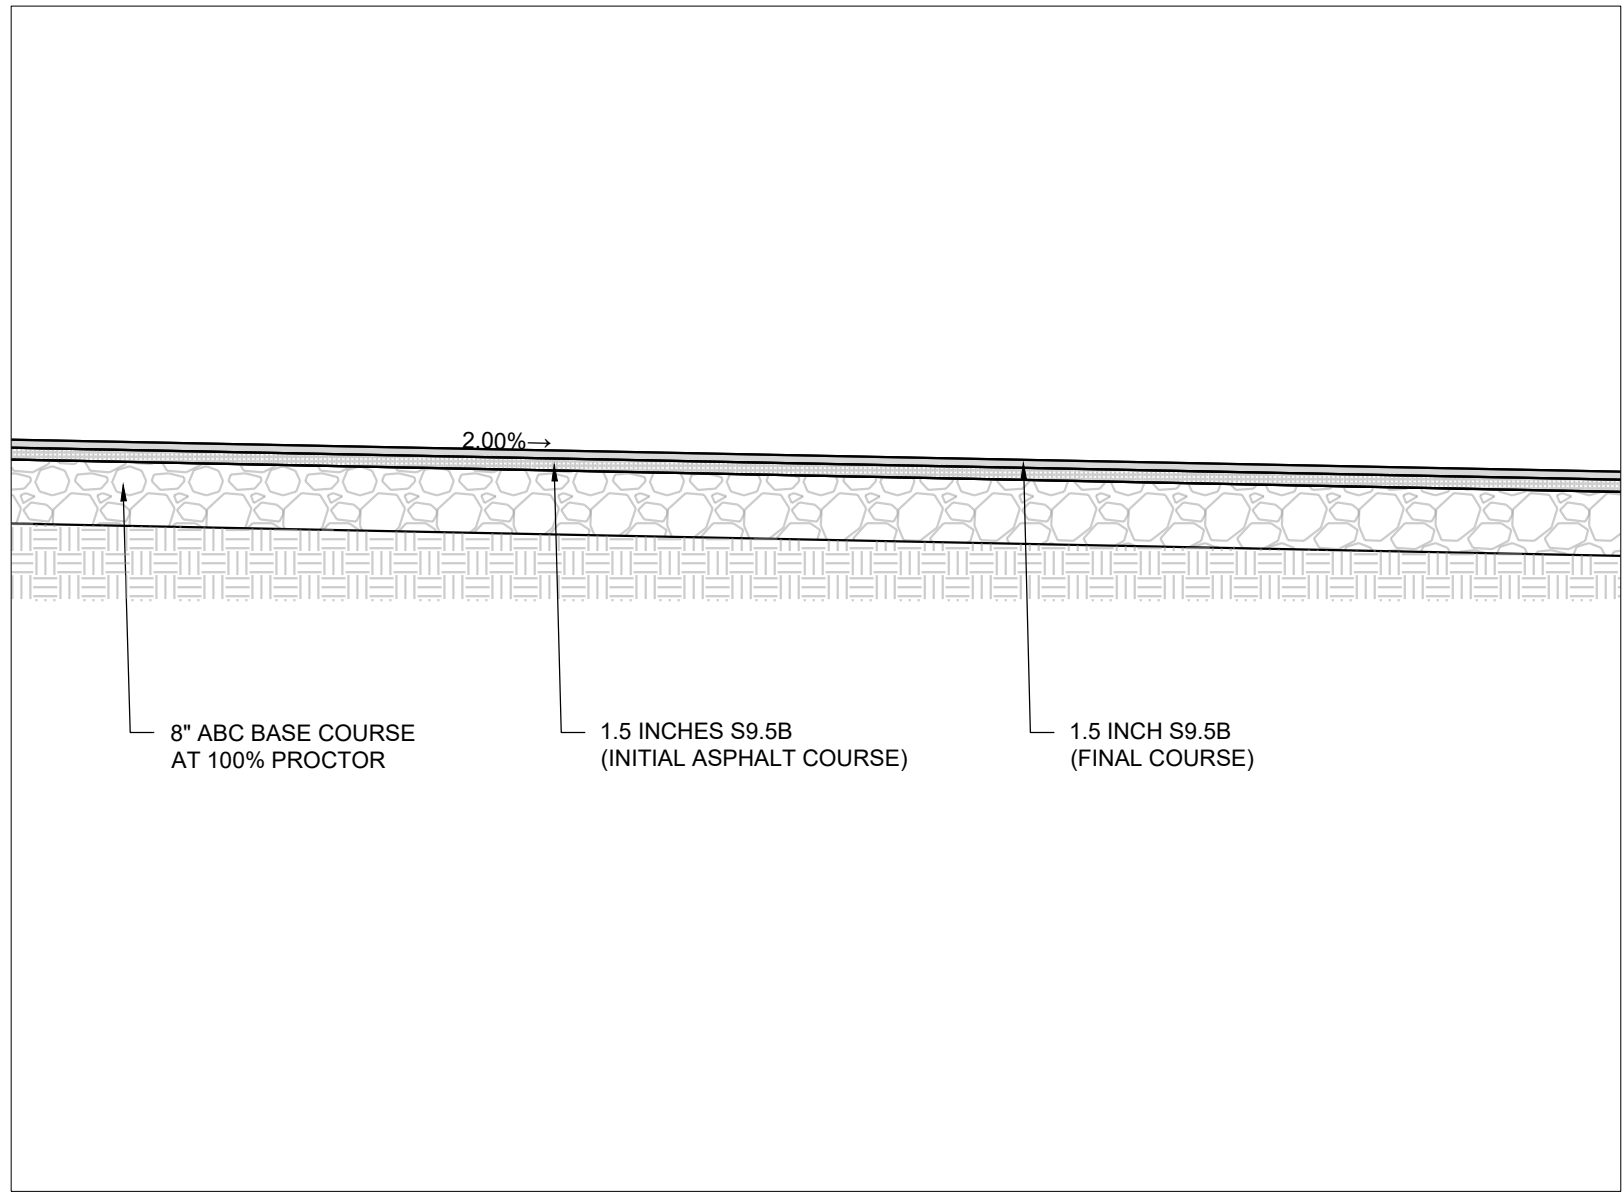 2.00%→
8" ABC BASE COURSE
AT 100% PROCTOR
1.5 INCHES S9.5B
(INITIAL ASPHALT COURSE)
1.5 INCH S9.5B
(FINAL COURSE)